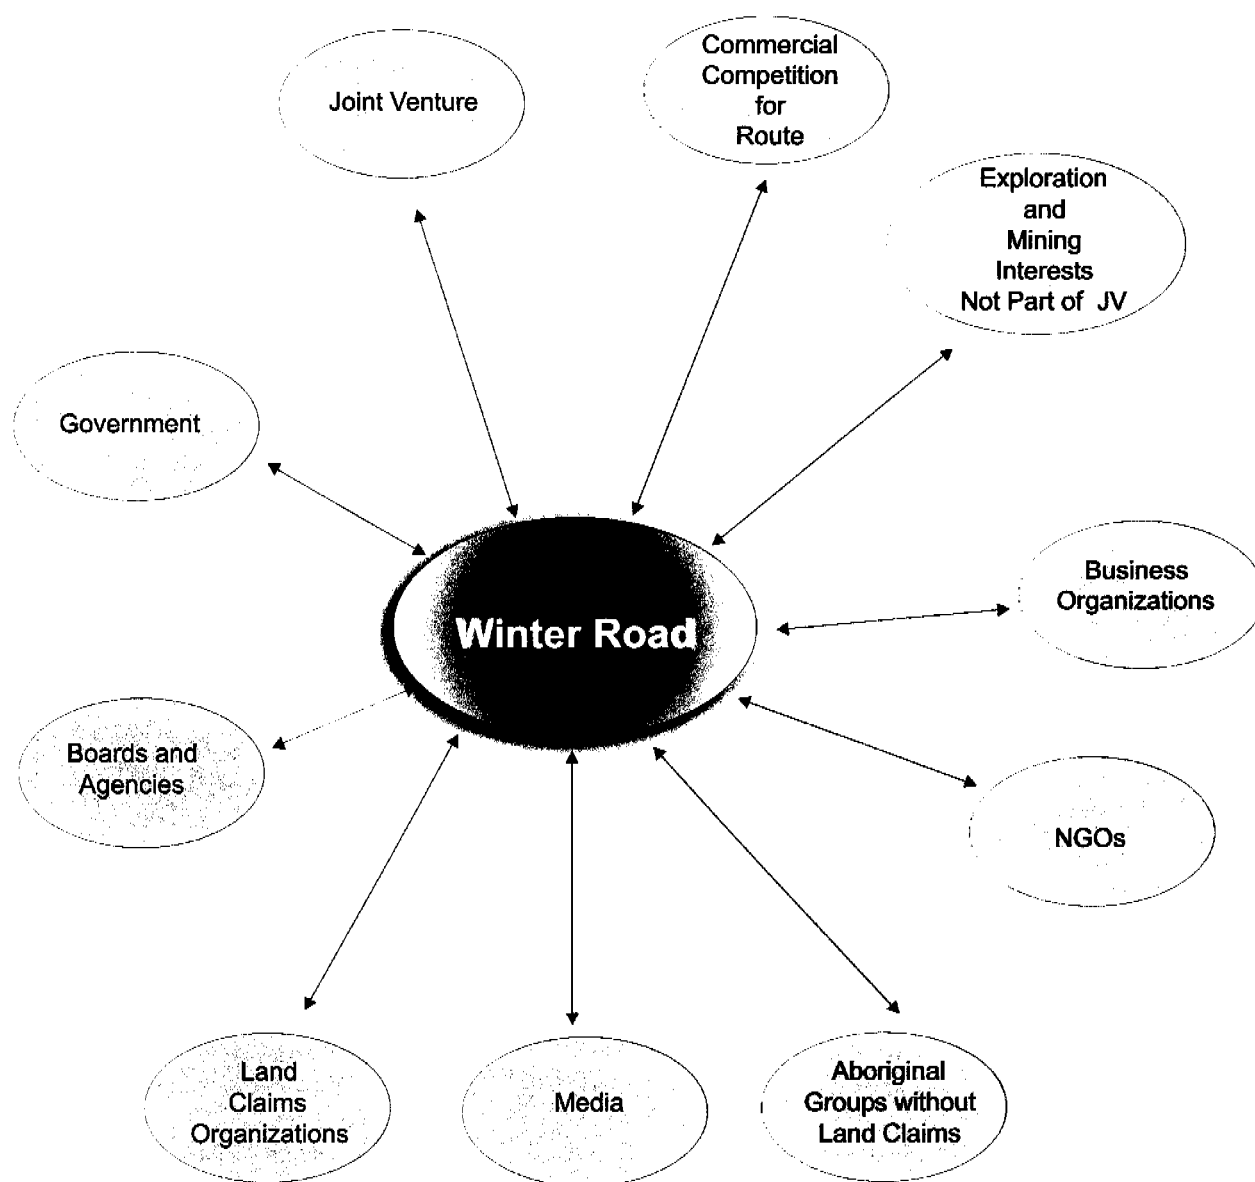 Joint Venture
Commercial
Competition
for
Route
Exploration
and
Mining
Interests
Not Part of JV
Government
Business
Organizations
Winter Road
Boards and
Agencies
NGOs
Land
Claims
Organizations
Media
Aboriginal
Groups without
Land Claims